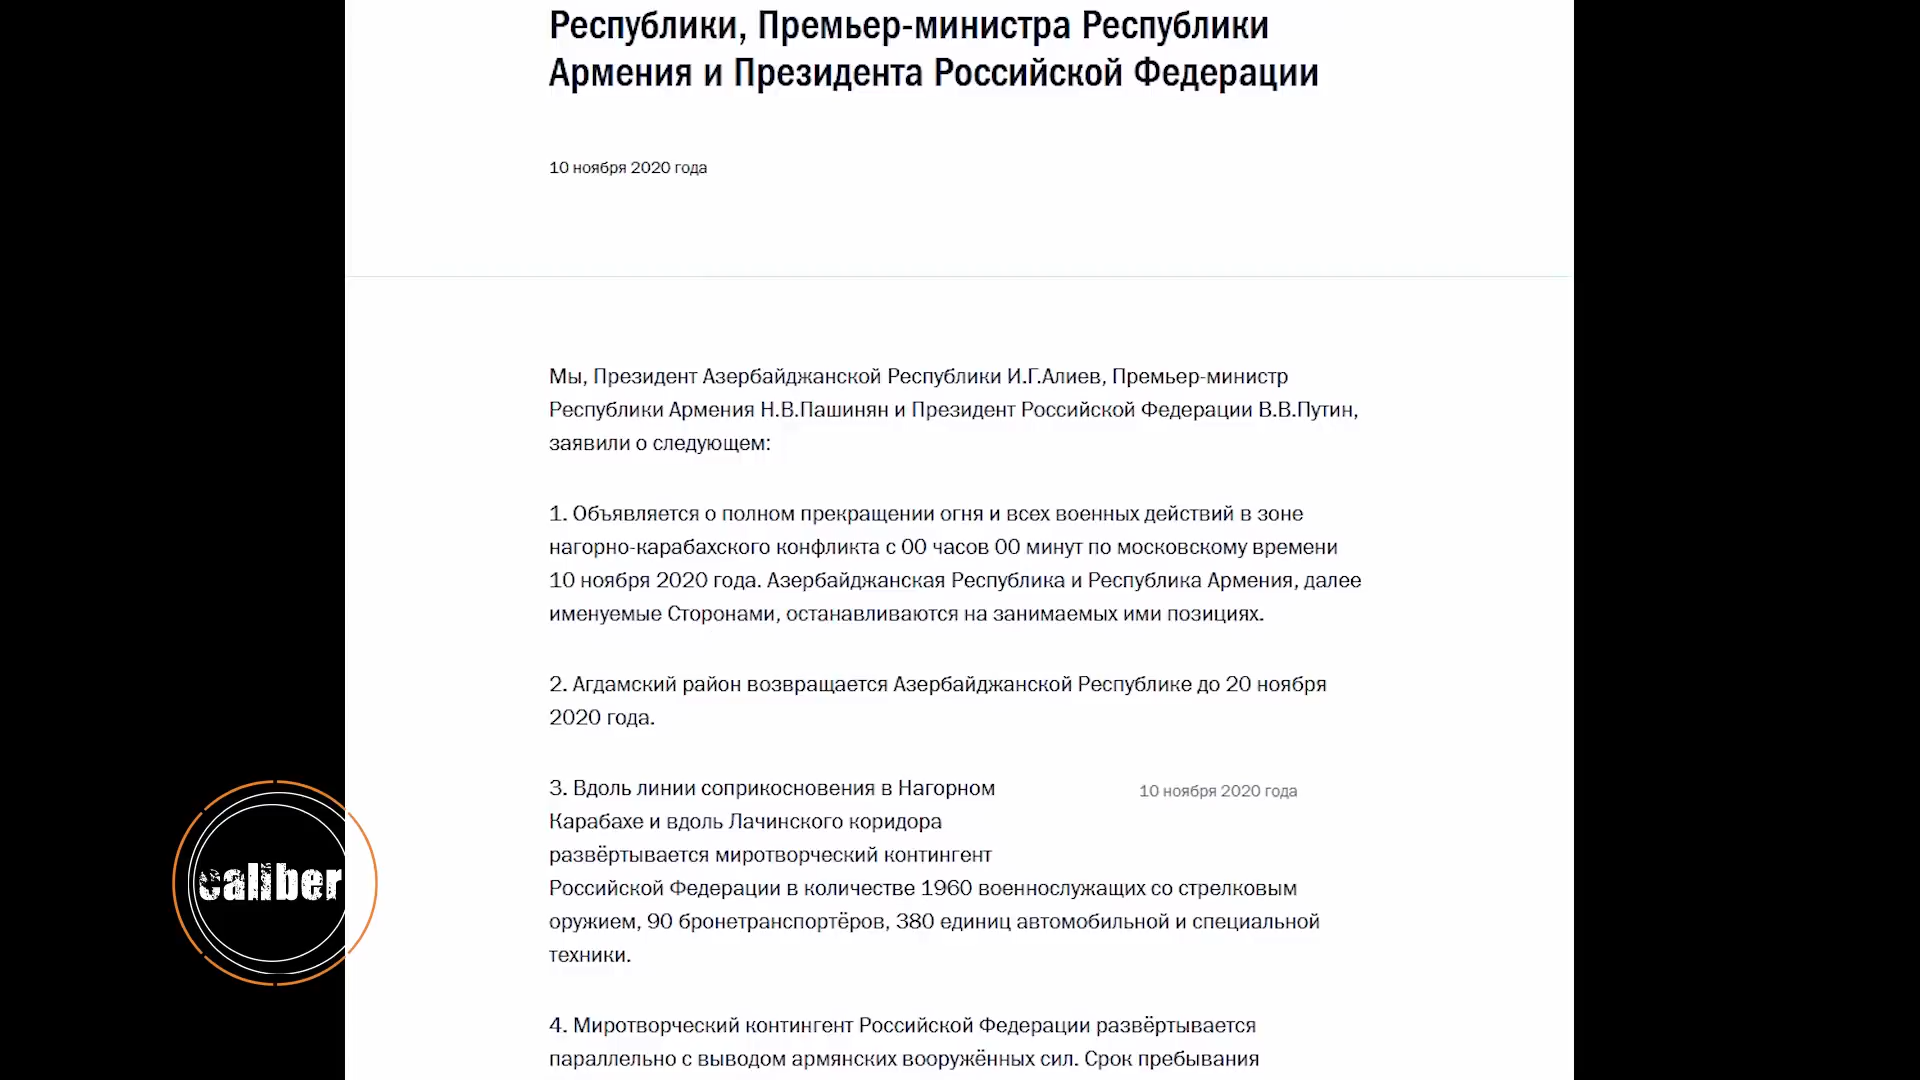 Республики, Премьер-министра Республики
Армения и Президента Российской Федерации
10 ноября 2020 года
Мы, Президент Азербайджанской Республики И.Г.Алиев, Премьер-министр
Республики Армения Н.В.Пашинян и Президент Российской Федерации В.В.Путин,
заявили о следующем:
1. Объявляется о полном прекращении огня и всех военных действий в зоне
нагорно-карабахского конфликта с 00 часов 00 минут по московскому времени
10 ноября 2020 года. Азербайджанская Республика и Республика Армения, далее
именуемые Сторонами, останавливаются на занимаемых ими позициях.
2. Агдамский район возвращается Азербайджанской Республике до 20 ноября
2020 года.
3. Вдоль линии соприкосновения в Нагорном
Карабахе и вдоль Лачинского коридора
развёртывается миротворческий контингент
Российской Федерации в количестве 1960 военнослужащих со стрелковым
оружием, 90 бронетранспортёров, 380 единиц автомобильной и специальной
техники.
10 ноября 2020 года
4. Миротворческий контингент Российской Федерации развёртывается
параллельно с выводом армянских вооружённых сил. Срок пребывания
caliber